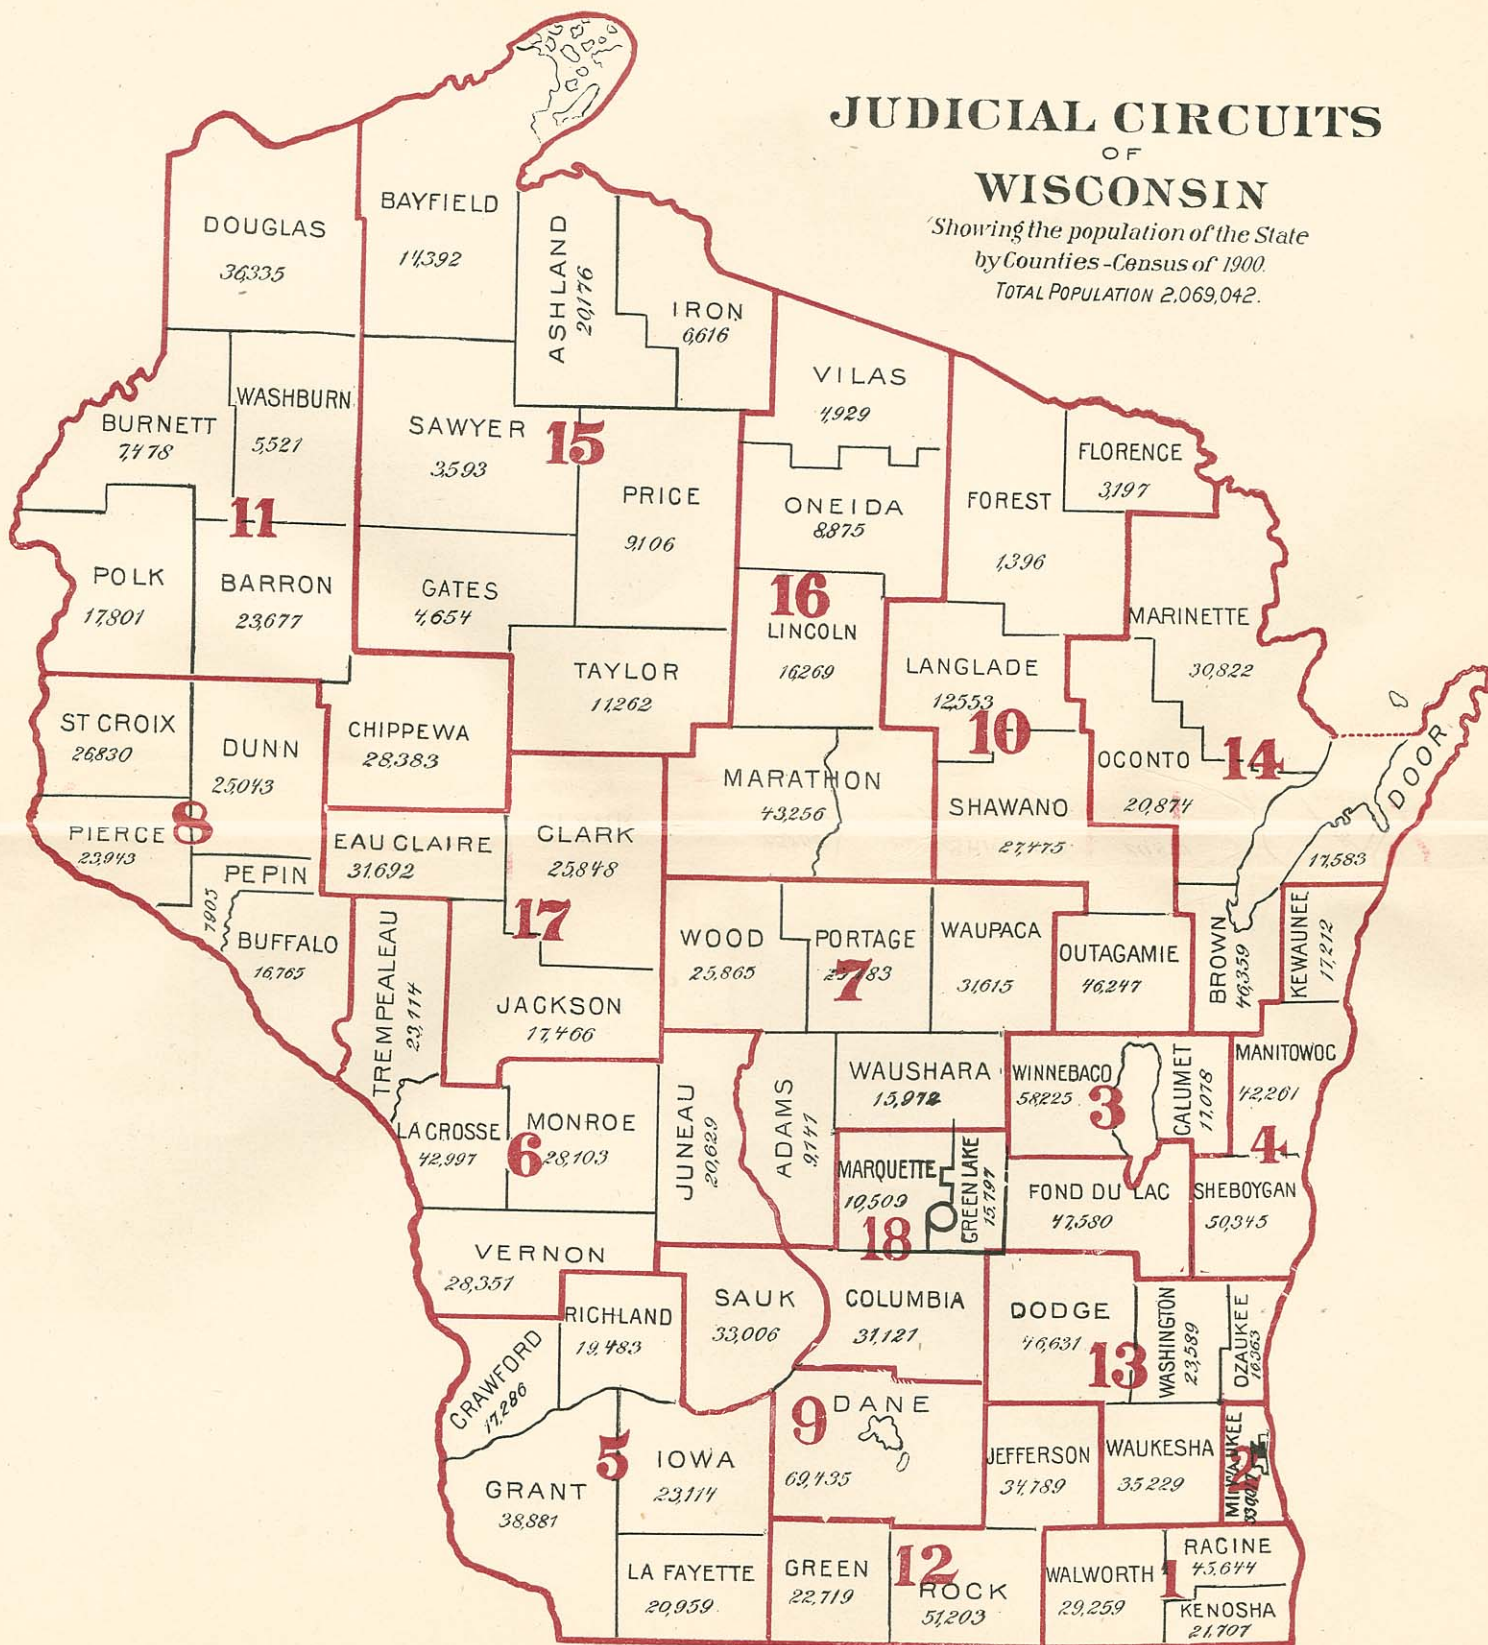 JUDICIAL CIRCUITS
OF
WISCONSIN
Showing the population of the State
by Counties-Census of 1900.
TOTAL POPULATION 2,069,042.
DOUGLAS
36,335
BAYFIELD
14,392
ASHLAND
20,176
IRON
6,616
VILAS
4,929
BURNETT
7,478
WASHBURN
5,521
SAWYER
3,593
15
PRICE
9,106
ONEIDA
8,875
FOREST
1,396
FLORENCE
3,197
11
POLK
17,801
BARRON
23,677
GATES
4,654
16
LINCOLN
16,269
MARINETTE
30,822
TAYLOR
11,262
LANGLADE
12,553
10
ST CROIX
26,830
DUNN
25,043
CHIPPEWA
28,383
MARATHON
43,256
SHAWANO
27,475
OCONTO
20,874
14
DOOR
17,583
PIERCE
23,943
8
EAU CLAIRE
31,692
CLARK
25,848
PEPIN
7905
BUFFALO
16,765
TREMPEALEAU
23,114
17
JACKSON
17,466
WOOD
25,865
PORTAGE
7
WAUPACA
31,615
OUTAGAMIE
46,247
BROWN
46,359
KEWAUNEE
17,212
LA CROSSE
42,997
6
MONROE
28,103
JUNEAU
20,629
ADAMS
9,141
WAUSHARA
15,972
WINNEBAGO
58,225
3
CALUMET
17,078
MANITOWOC
42,261
4
MARQUETTE
10,509
GREEN LAKE
15,797
18
FOND DU LAC
47,580
SHEBOYGAN
50,345
VERNON
28,351
RICHLAND
19,483
SAUK
33,006
COLUMBIA
31,121
DODGE
46,631
13
WASHINGTON
23,589
OZAUKEE
16,363
CRAWFORD
17,286
GRANT
38,881
5
IOWA
23,114
9
DANE
69,435
JEFFERSON
34,789
WAUKESHA
35,229
MILWAUKEE
2
LA FAYETTE
20,959
GREEN
22,719
12
ROCK
51,203
WALWORTH
29,259
1
RACINE
45,644
KENOSHA
21,707